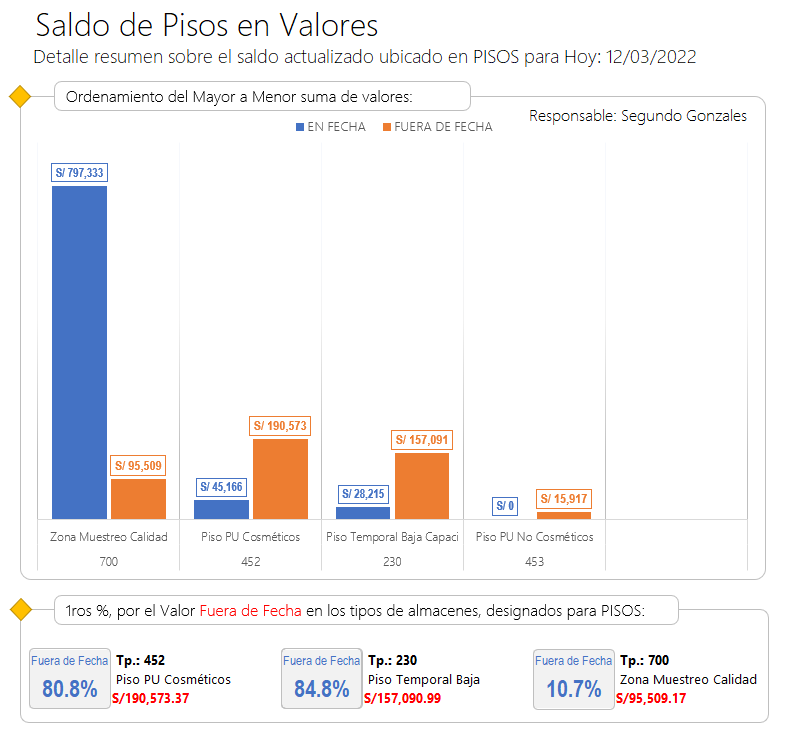 Saldo de Pisos en Valores
Detalle resumen sobre el saldo actualizado ubicado en PISOS para Hoy: 12/03/2022
Ordenamiento del Mayor a Menor suma de valores:
Responsable: Segundo Gonzales
EN FECHA FUERA DE FECHA
S/ 797,333
S/ 95,509
S/ 45,166
S/ 190,573
S/ 28,215
S/ 157,091
S/ 0
S/ 15,917
Zona Muestreo Calidad Piso PU Cosméticos Piso Temporal Baja Capaci Piso PU No Cosméticos
700 452 230 453
1ros %, por el Valor Fuera de Fecha en los tipos de almacenes, designados para PISOS:
Fuera de Fecha
80.8%
Tp.: 452
Piso PU Cosméticos
S/190,573.37
Fuera de Fecha
84.8%
Tp.: 230
Piso Temporal Baja
S/157,090.99
Fuera de Fecha
10.7%
Tp.: 700
Zona Muestreo Calidad
S/95,509.17